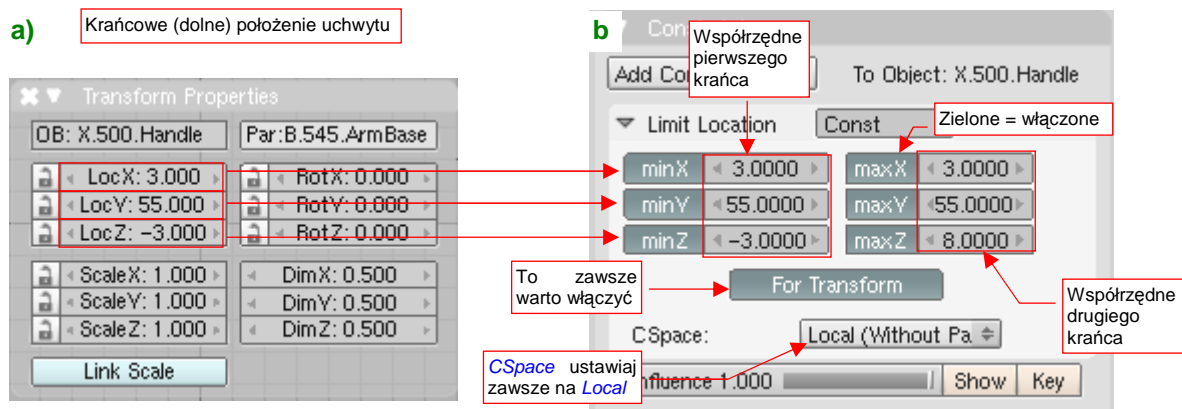 a)
Krańcowe (dolne) położenie uchwytu
Transform Properties
OB: X.500.Handle
Par:B.545.ArmBase
LocX: 3.000
RotX: 0.000
LocY: 55.000
RotY: 0.000
LocZ: -3.000
RotZ: 0.000
ScaleX: 1.000
DimX: 0.500
ScaleY: 1.000
DimY: 0.500
ScaleZ: 1.000
DimZ: 0.500
Link Scale
b
Współrzędne
pierwszego
krańca
To Object: X.500.Handle
Limit Location
Const
Zielone = włączone
minX
3.0000
maxX
3.0000
minY
55.0000
maxY
55.0000
minZ
-3.0000
maxZ
8.0000
To zawsze
warto włączyć
For Transform
Współrzędne
drugiego
krańca
CSpace:
Local (Without Pa
CSpace ustawiaj
zawsze na Local
nfluence 1.000
Show
Key